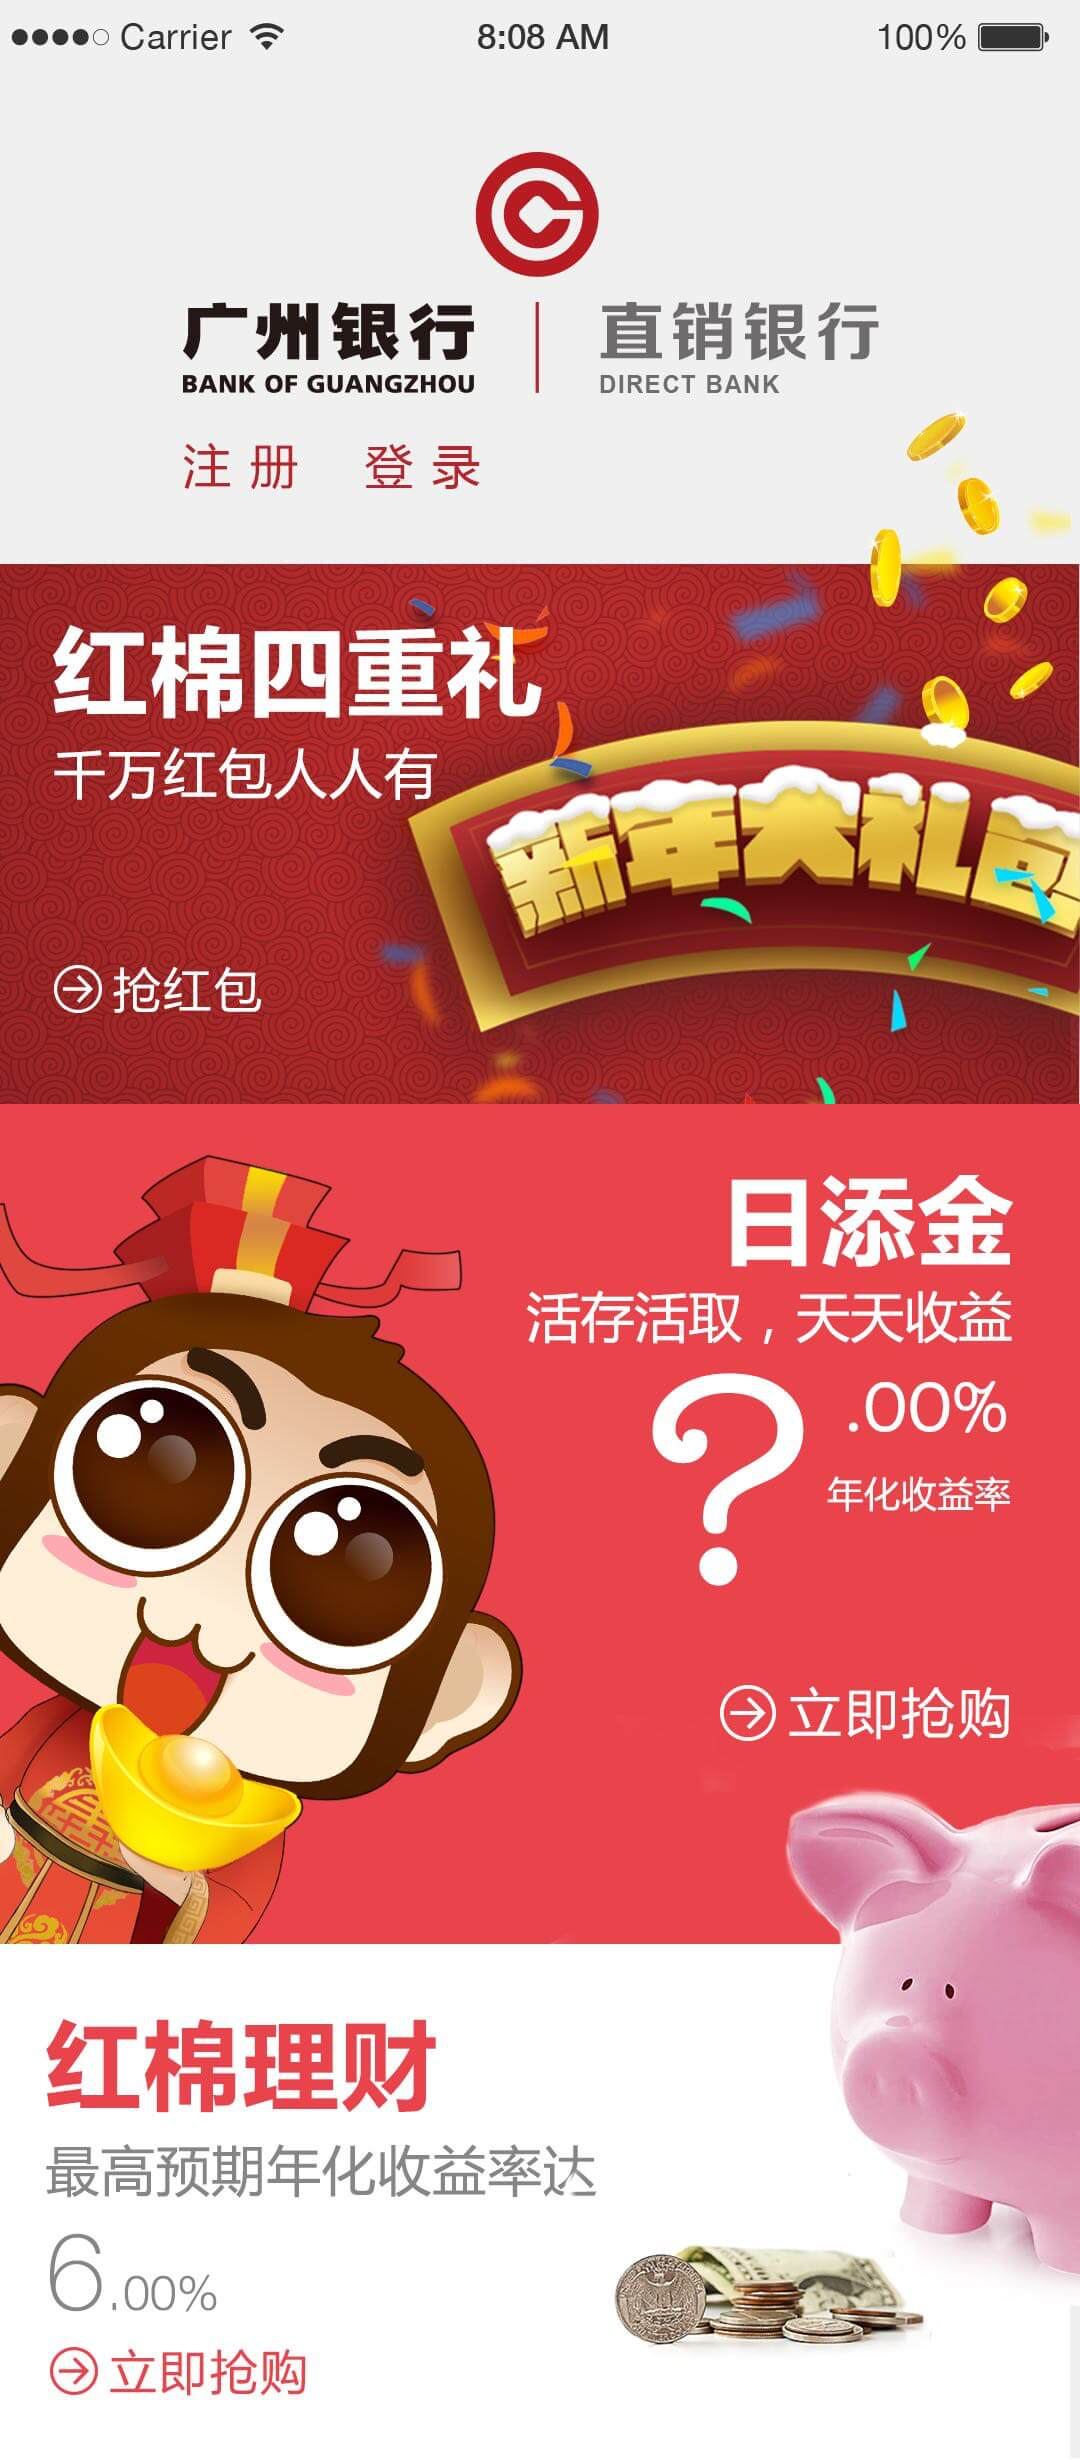 Carrier 8:08 AM 100%
广州银行 直销银行
BANK OF GUANGZHOU DIRECT BANK
注册 登录
红棉四重礼
千万红包人人有
新年大礼包
抢红包
日添金
活存活取，天天收益
?.00%
年化收益率
立即抢购
红棉理财
最高预期年化收益率达
6.00%
立即抢购